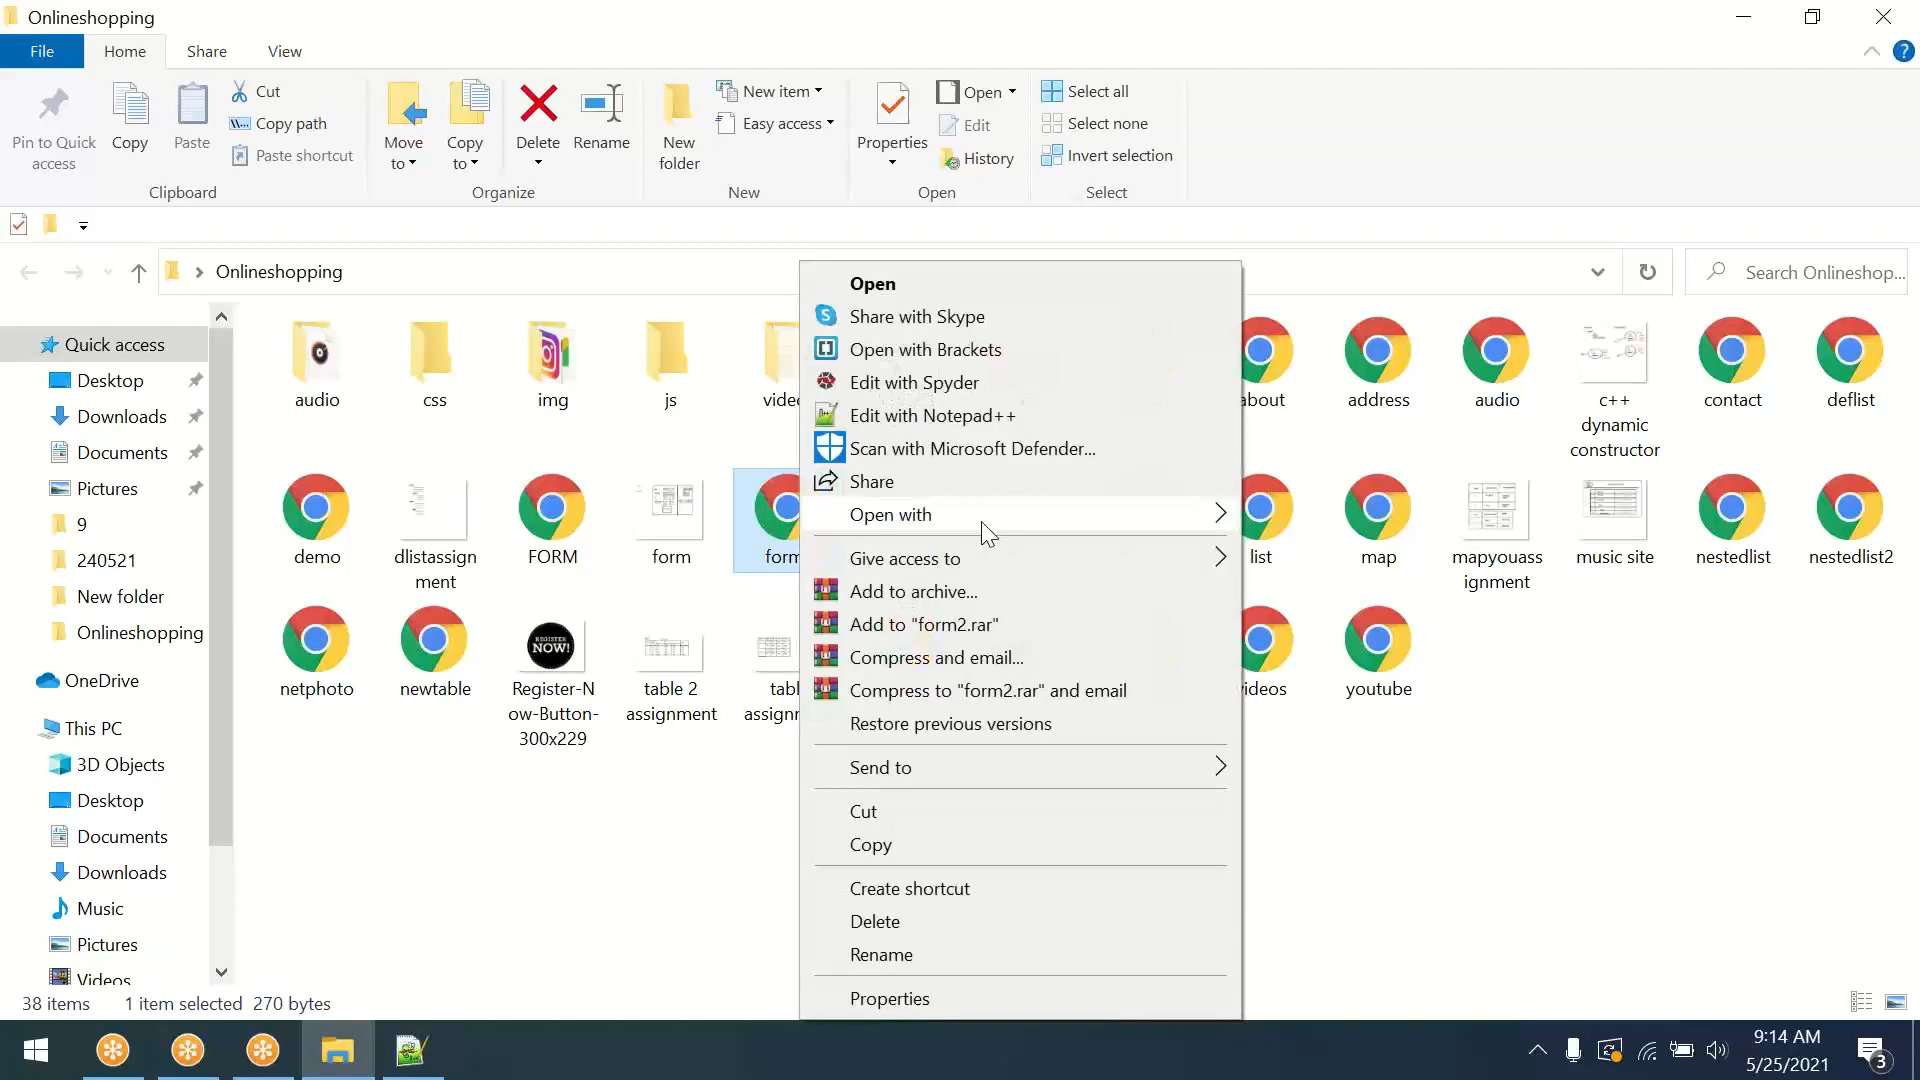 Onlineshopping
File
Home
Share
View
Pin to Quick
access
Copy
Paste
Cut
Copy path
Paste shortcut
Clipboard
Move
to
Copy
to
Delete
Rename
Organize
New
folder
New item
Easy access
New
Properties
Open
Edit
History
Open
Select all
Select none
Invert selection
Select
Onlineshopping
Search Onlineshop...
Quick access
Desktop
Downloads
Documents
Pictures
9
240521
New folder
Onlineshopping
OneDrive
This PC
3D Objects
Desktop
Documents
Downloads
Music
Pictures
Videos
audio
css
img
js
about
address
audio
c++
dynamic
constructor
contact
deflist
demo
dlistassign
ment
FORM
form
form
list
map
mapyouass
ignment
music site
nestedlist
nestedlist2
netphoto
newtable
REGISTER
NOW!
Register-N
ow-Button-
300x229
table 2
assignment
youtube
Open
Share with Skype
Open with Brackets
Edit with Spyder
Edit with Notepad++
Scan with Microsoft Defender...
Share
Open with
Give access to
Add to archive...
Add to "form2.rar"
Compress and email...
Compress to "form2.rar" and email
Restore previous versions
Send to
Cut
Copy
Create shortcut
Delete
Rename
Properties
38 items
1 item selected 270 bytes
9:14 AM
5/25/2021
3